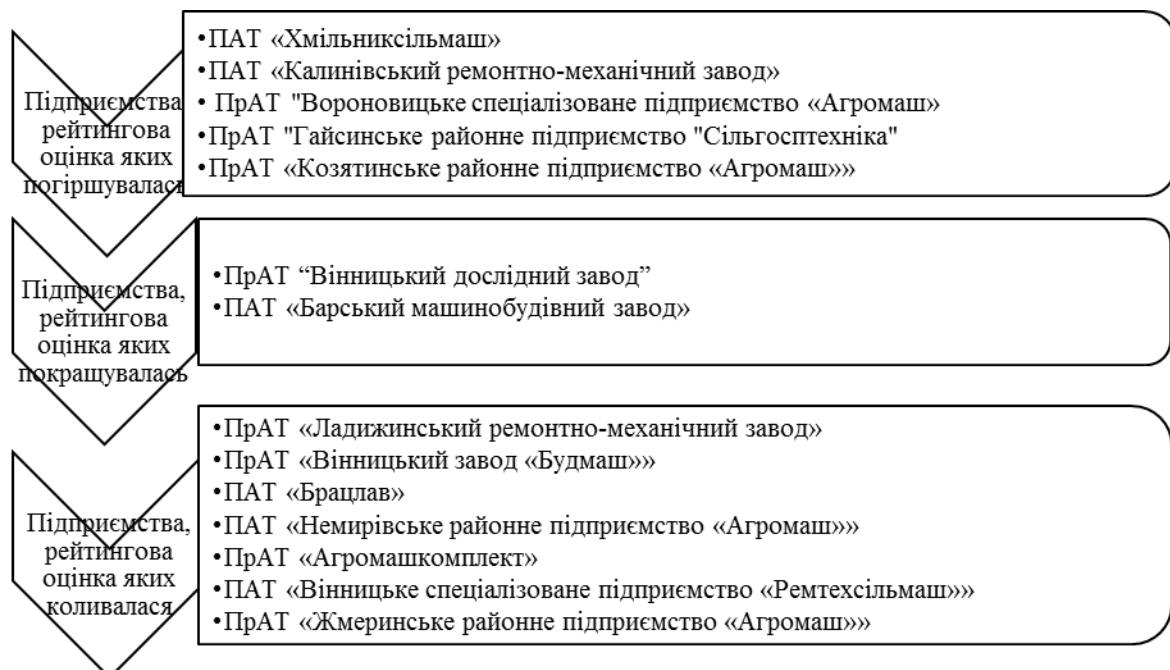 Підприємства
рейтингова
оцінка яких
погіршувалась
•ПАТ «Хмільниксільмаш»
•ПАТ «Калинівський ремонтно-механічний завод»
• ПрАТ "Вороновицьке спеціалізоване підприємство «Агромаш»
•ПрАТ "Гайсинське районне підприємство "Сільгосптехніка"
•ПрАТ «Козятинське районне підприємство «Агромаш»»
Підприємства,
рейтингова
оцінка яких
покращувалась
•ПрАТ “Вінницький дослідний завод”
•ПАТ «Барський машинобудівний завод»
Підприємства,
рейтингова
оцінка яких
коливалася
•ПрАТ «Ладижинський ремонтно-механічний завод»
•ПрАТ «Вінницький завод «Будмаш»»
•ПАТ «Брацлав»
•ПАТ «Немирівське районне підприємство «Агромаш»»
•ПрАТ «Агромашкомплект»
•ПАТ «Вінницьке спеціалізоване підприємство «Ремтехсільмаш»»
•ПрАТ «Жмеринське районне підприємство «Агромаш»»